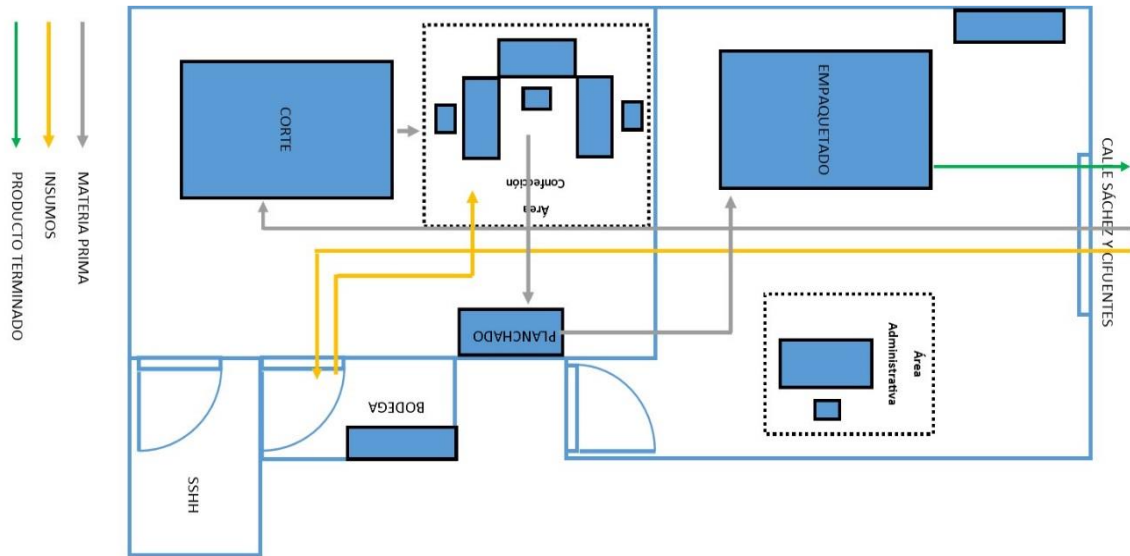 PRODUCTO TERMINADO
INSUMOS
MATERIA PRIMA
CORTE
Área
Confección
EMPAQUETADO
CALLE SÁCHEZ Y CIFUENTES
PLANCHADO
Área
Administrativa
BODEGA
SSHH